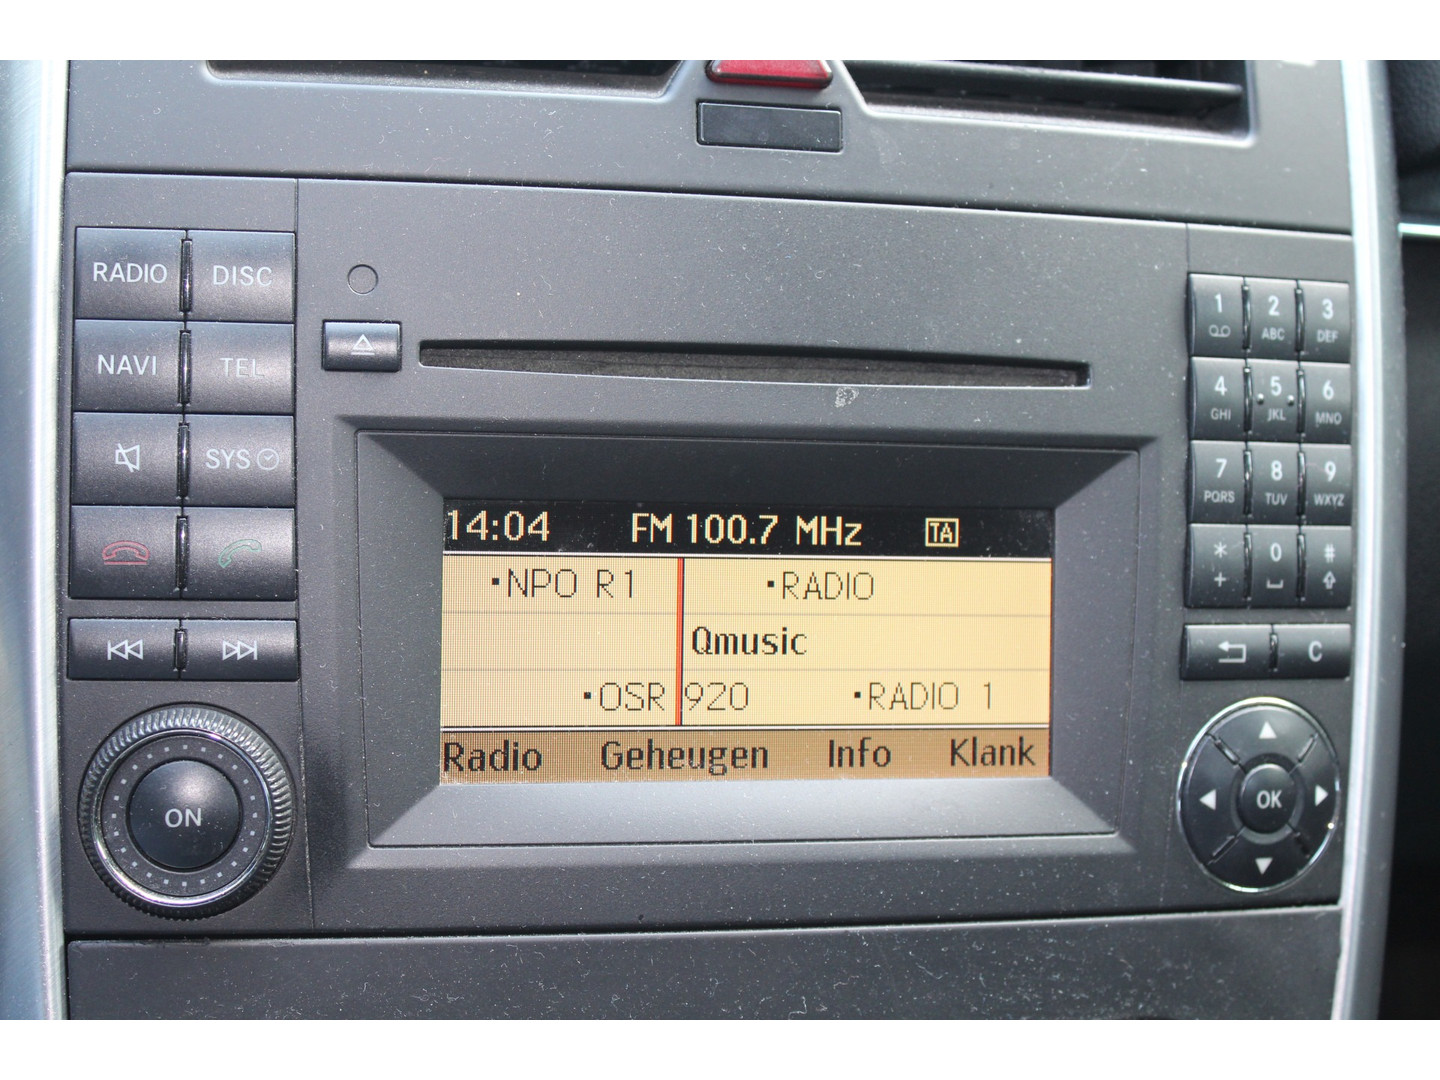 RADIO DISC
NAVI TEL
SYS
ON
14:04 FM 100.7 MHz TA
NPO R1 RADIO
Qmusic
OSR 920 RADIO 1
Radio Geheugen Info Klank
1 2 3
ABC DEF
4 5 6
GHI JKL MNO
7 8 9
PQRS TUV WXYZ
* 0 #
+
C
OK